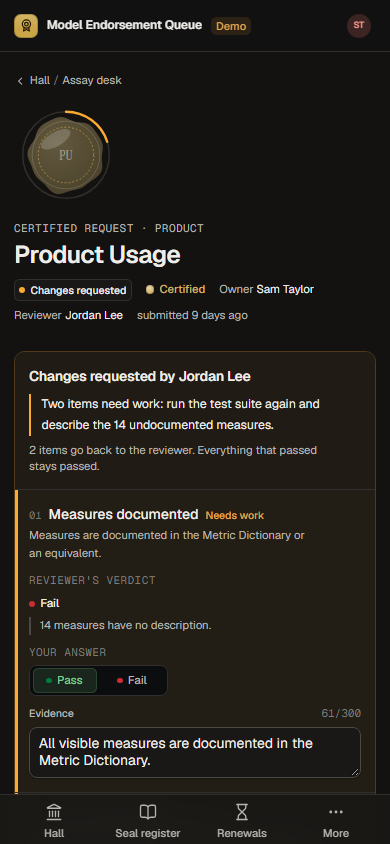 Model Endorsement Queue Demo ST
Hall / Assay desk
PU
CERTIFIED REQUEST · PRODUCT
Product Usage
Changes requested Certified Owner Sam Taylor
Reviewer Jordan Lee submitted 9 days ago
Changes requested by Jordan Lee
Two items need work: run the test suite again and
describe the 14 undocumented measures.
2 items go back to the reviewer. Everything that passed
stays passed.
01 Measures documented Needs work
Measures are documented in the Metric Dictionary or
an equivalent.
REVIEWER'S VERDICT
Fail
14 measures have no description.
YOUR ANSWER
Pass Fail
Evidence 61/300
All visible measures are documented in the
Metric Dictionary.
Hall Seal register Renewals More